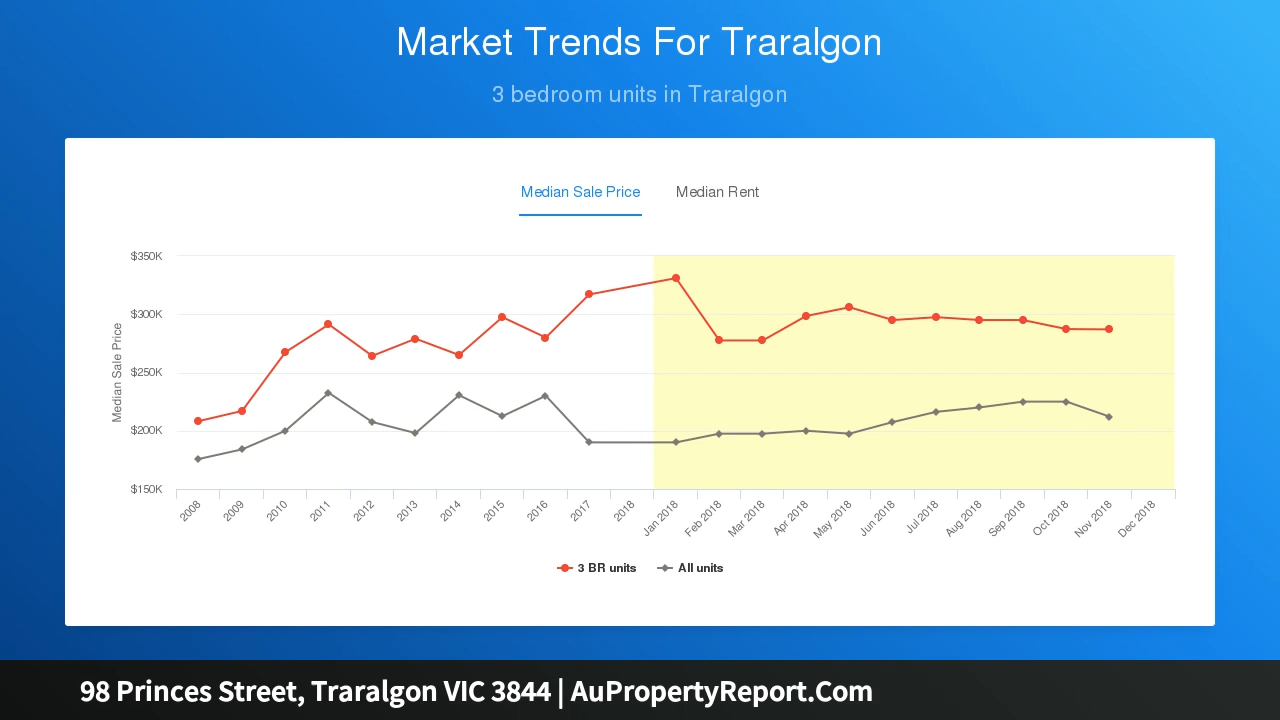 Market Trends For Traralgon
3 bedroom units in Traralgon
Median Sale Price Median Rent
$350K
$300K
$250K
$200K
$150K
Median Sale Price
2008 2009 2010 2011 2012 2013 2014 2015 2016 2017 2018 Jan 2018 Feb 2018 Mar 2018 Apr 2018 May 2018 Jun 2018 Jul 2018 Aug 2018 Sep 2018 Oct 2018 Nov 2018 Dec 2018
3 BR units All units
98 Princes Street, Traralgon VIC 3844 | AuPropertyReport.Com